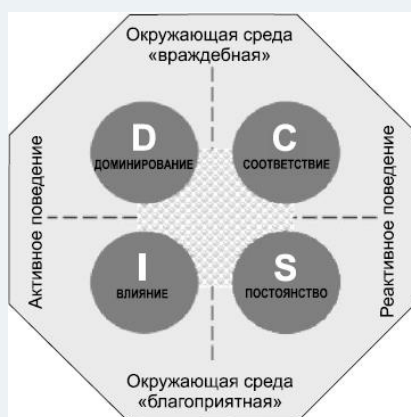 Окружающая среда
«враждебная»
D
ДОМИНИРОВАНИЕ
C
СООТВЕТСТВИЕ
Активное поведение
Реактивное поведение
I
ВЛИЯНИЕ
S
ПОСТОЯНСТВО
Окружающая среда
«благоприятная»